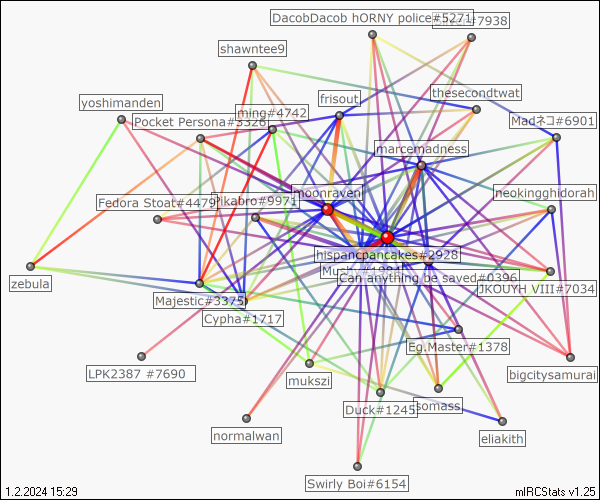 DacobDacob hORNY police#5271
#7938
shawntee9
thesecondtwat
yoshimanden
frisout
ming#4742
Pocket Persona#3326
Madネコ#6901
marcemadness
moonraven
neokingghidorah
Fedora Stoat#4479
Pikabro#9971
hispancpancakes#2928
zebula
Can anything be saved#0396
JKOUYH VIII#7034
Majestic#3375
Cypha#1717
Eg.Master#1378
LPK2387 #7690
mukszi
bigcitysamurai
Duck#1245
somass
normalwan
eliakith
Swirly Boi#6154
1.2.2024 15:29
mIRCStats v1.25